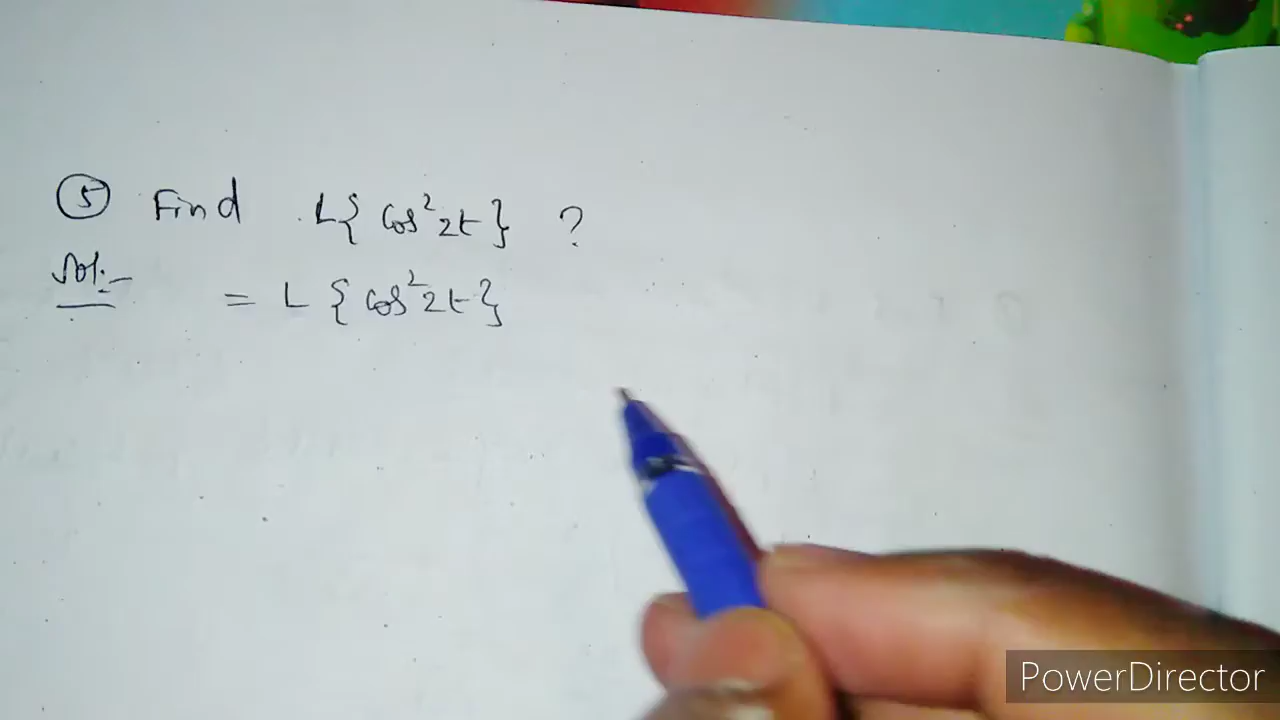 ⑤ Find L{cos²2t} ?
Sol:-
= L{cos²2t}
PowerDirector